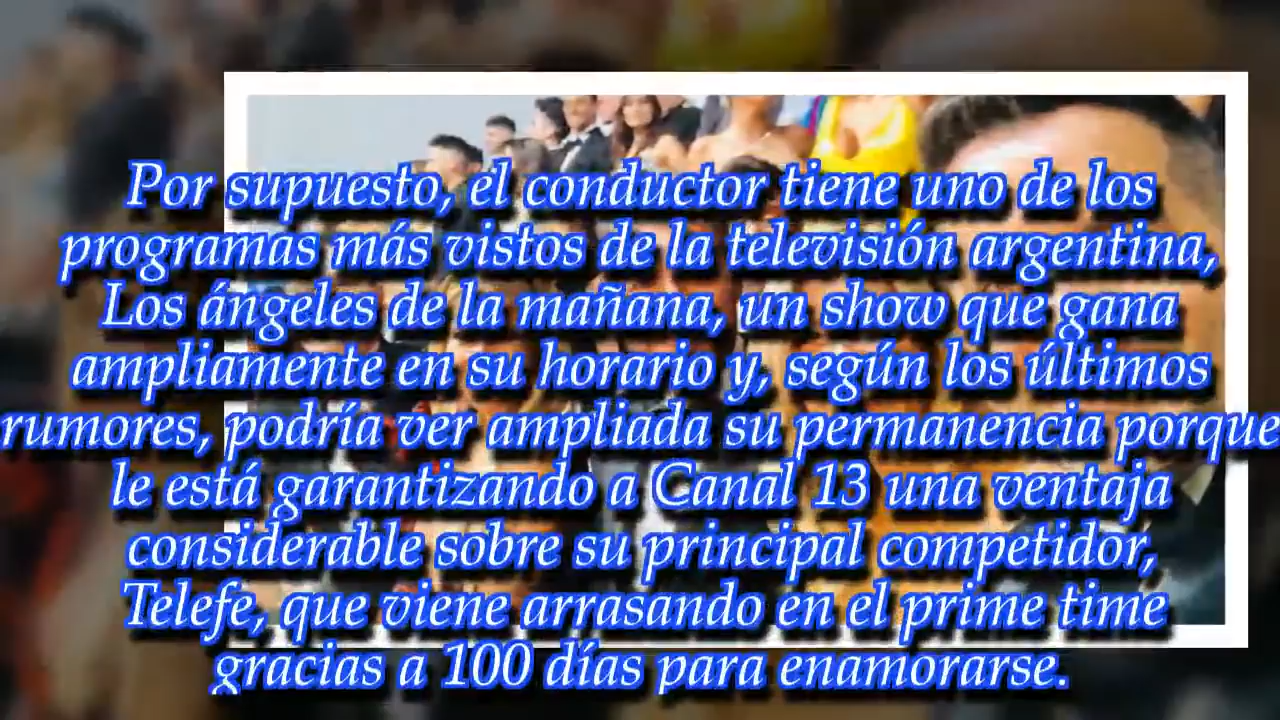 Por supuesto, el conductor tiene uno de los
programas más vistos de la televisión argentina,
Los ángeles de la mañana, un show que gana
ampliamente en su horario y, según los últimos
rumores, podría ver ampliada su permanencia porque
le está garantizando a Canal 13 una ventaja
considerable sobre su principal competidor,
Telefe, que viene arrasando en el prime time
gracias a 100 días para enamorarse.